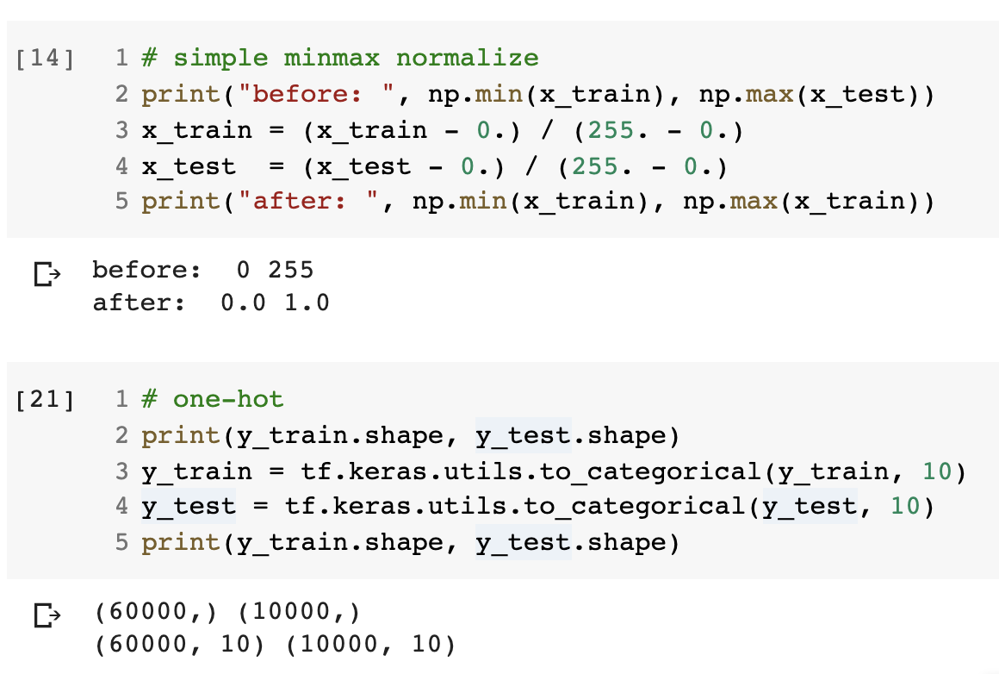 [14] 1 # simple minmax normalize
2 print("before: ", np.min(x_train), np.max(x_test))
3 x_train = (x_train - 0.) / (255. - 0.)
4 x_test  = (x_test - 0.) / (255. - 0.)
5 print("after: ", np.min(x_train), np.max(x_train))
before:  0 255
after:  0.0 1.0
[21] 1 # one-hot
2 print(y_train.shape, y_test.shape)
3 y_train = tf.keras.utils.to_categorical(y_train, 10)
4 y_test = tf.keras.utils.to_categorical(y_test, 10)
5 print(y_train.shape, y_test.shape)
(60000,) (10000,)
(60000, 10) (10000, 10)